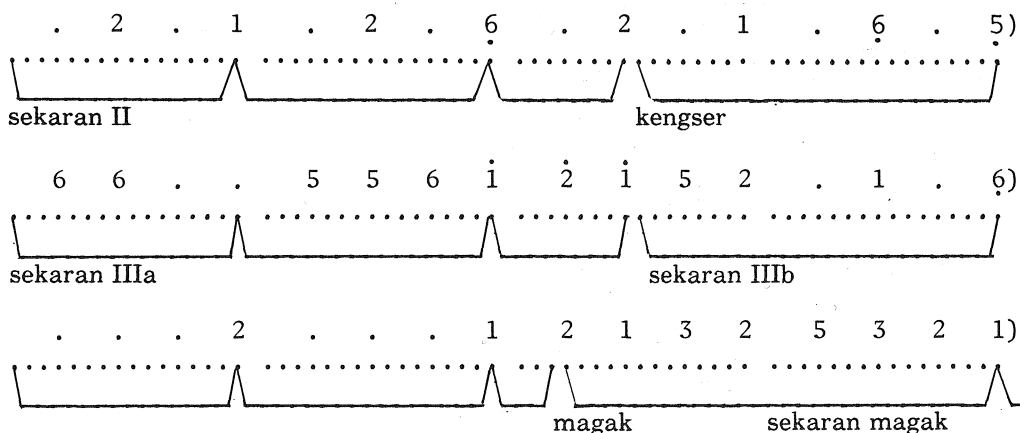 . 2 . 1 . 2 . 6̣ . 2 . 1 . 6̣ . 5̣)
sekaran II kengser
6 6 . . 5 5 6 1̇ 2̇ 1̇ 5 2 . 1 . 6̣)
sekaran IIIa sekaran IIIb
. . . 2 . . . 1 2 1 3 2 5 3 2 1)
magak sekaran magak